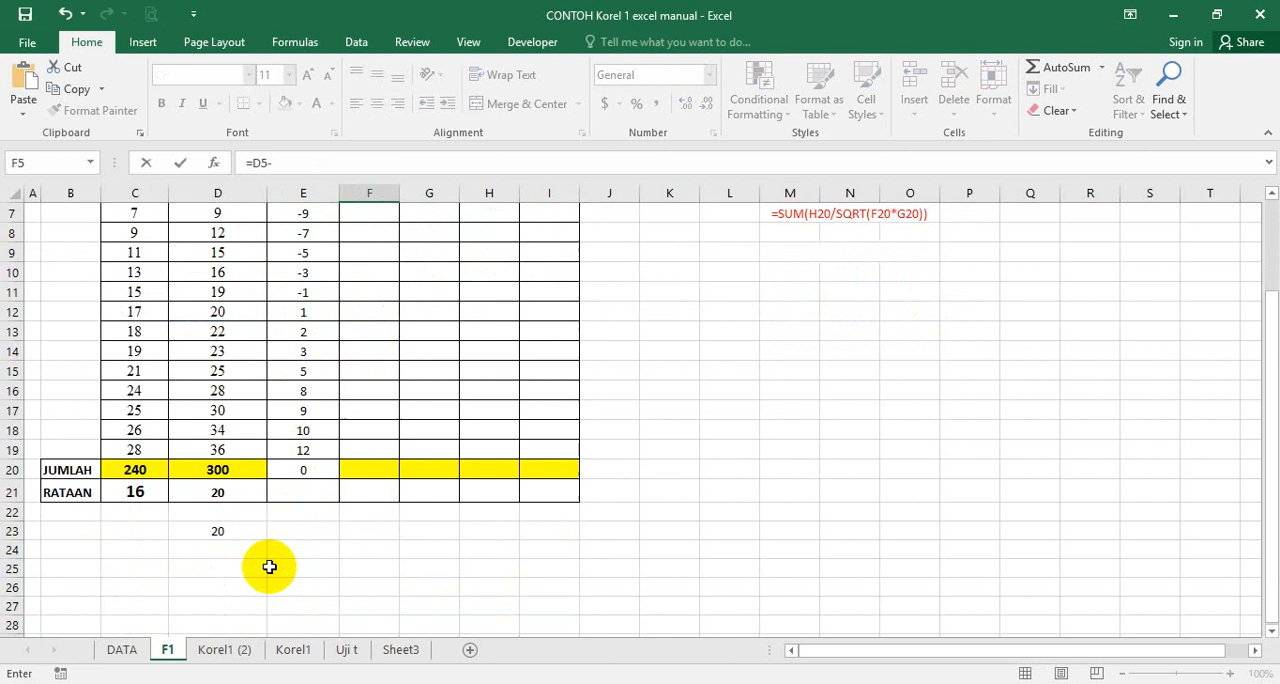 CONTOH Korel 1 excel manual - Excel
File Home Insert Page Layout Formulas Data Review View Developer Tell me what you want to do... Sign in Share
Paste Cut 11 Wrap Text General Conditional Format as Cell Insert Delete Format AutoSum Sort & Find &
Copy Formatting Table Styles Fill Filter Select
Format Painter Merge & Center $ % Clear
Clipboard Font Alignment Number Styles Cells Editing
F5 fx =D5-
A B C D E F G H I J K L M N O P Q R S T
7 7 9 -9 =SUM(H20/SQRT(F20*G20))
8 9 12 -7
9 11 15 -5
10 13 16 -3
11 15 19 -1
12 17 20 1
13 18 22 2
14 19 23 3
15 21 25 5
16 24 28 8
17 25 30 9
18 26 34 10
19 28 36 12
20 JUMLAH 240 300 0
21 RATAAN 16 20
22
23 20
24
25
26
27
28
DATA F1 Korel1 (2) Korel1 Uji t Sheet3
Enter 100%